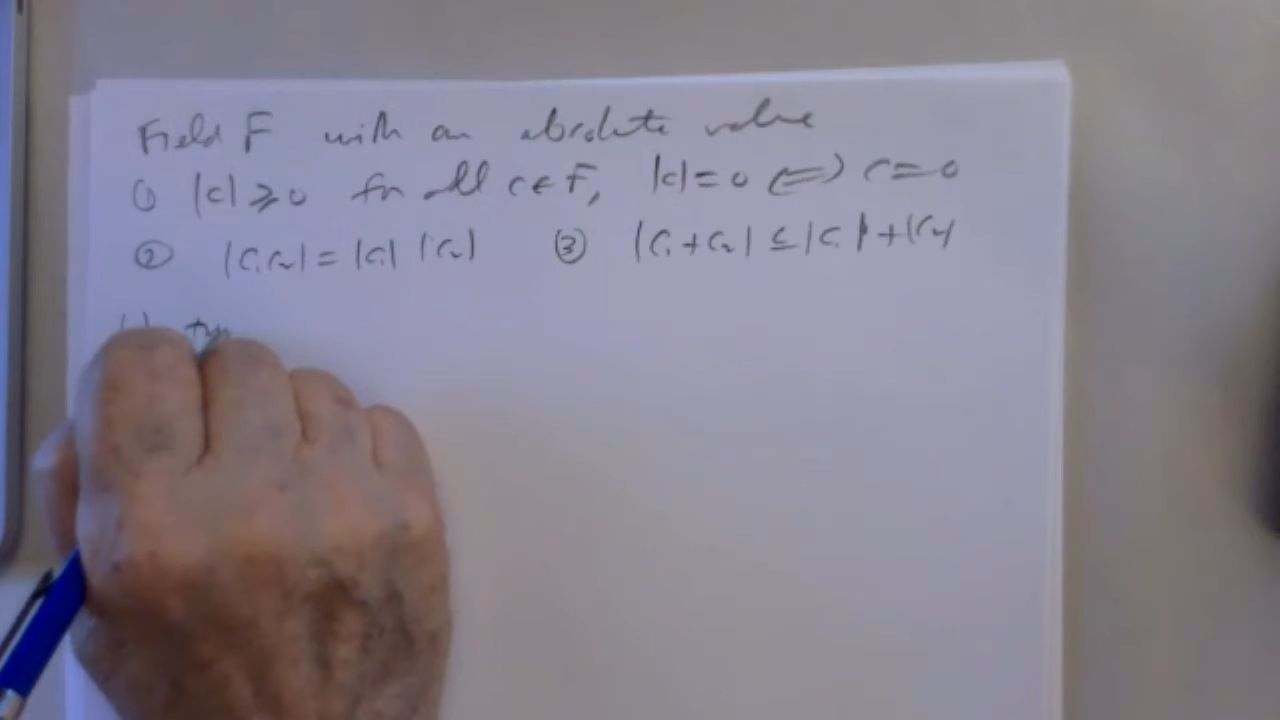 Field F with an absolute value
① |c| ⩾ 0 for all c ∈ F, |c| = 0 ⟺ c = 0
② |c₁c₂| = |c₁| |c₂| ③ |c₁ + c₂| ≤ |c₁| + |c₂|